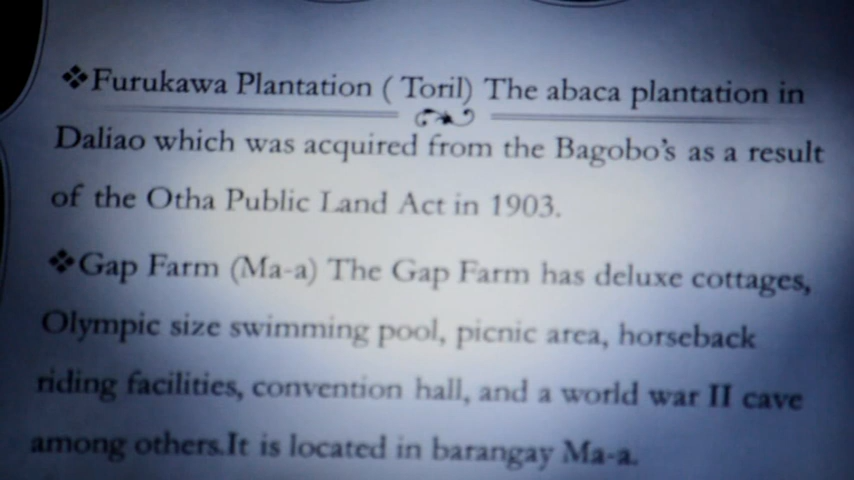 ❖Furukawa Plantation ( Toril) The abaca plantation in
Daliao which was acquired from the Bagobo's as a result
of the Otha Public Land Act in 1903.
❖Gap Farm (Ma-a) The Gap Farm has deluxe cottages,
Olympic size swimming pool, picnic area, horseback
riding facilities, convention hall, and a world war II cave
among others.It is located in barangay Ma-a.